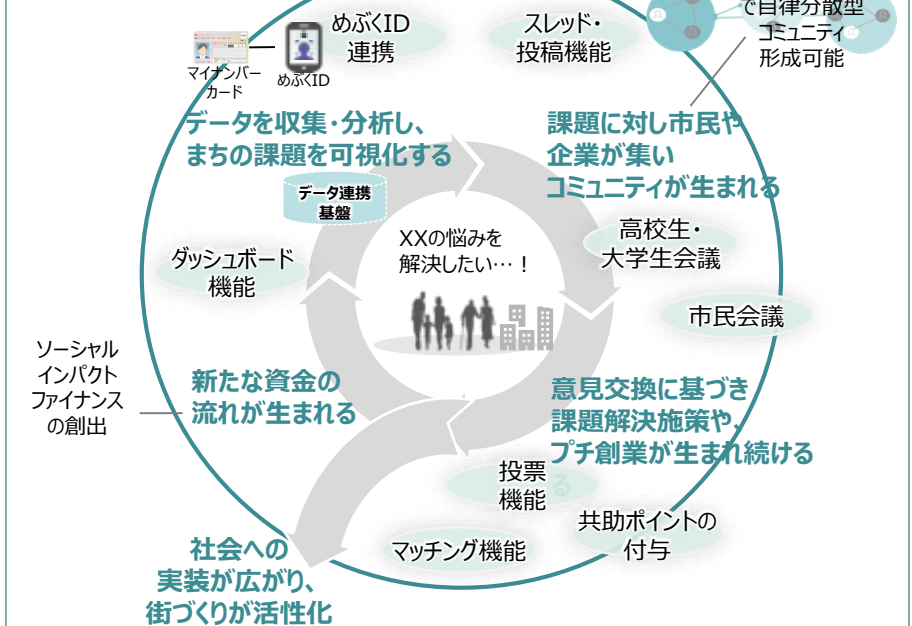 めぶくID
連携
スレッド・
投稿機能
で自律分散型
コミュニティ
形成可能
マイナンバー
カード
めぶくID
データを収集・分析し、
まちの課題を可視化する
課題に対し市民や
企業が集い
コミュニティが生まれる
データ連携
基盤
XXの悩みを
解決したい…！
高校生・
大学生会議
ダッシュボード
機能
市民会議
ソーシャル
インパクト
ファイナンス
の創出
新たな資金の
流れが生まれる
意見交換に基づき
課題解決施策や、
プチ創業が生まれ続ける
る
投票
機能
共助ポイントの
付与
マッチング機能
社会への
実装が広がり、
街づくりが活性化